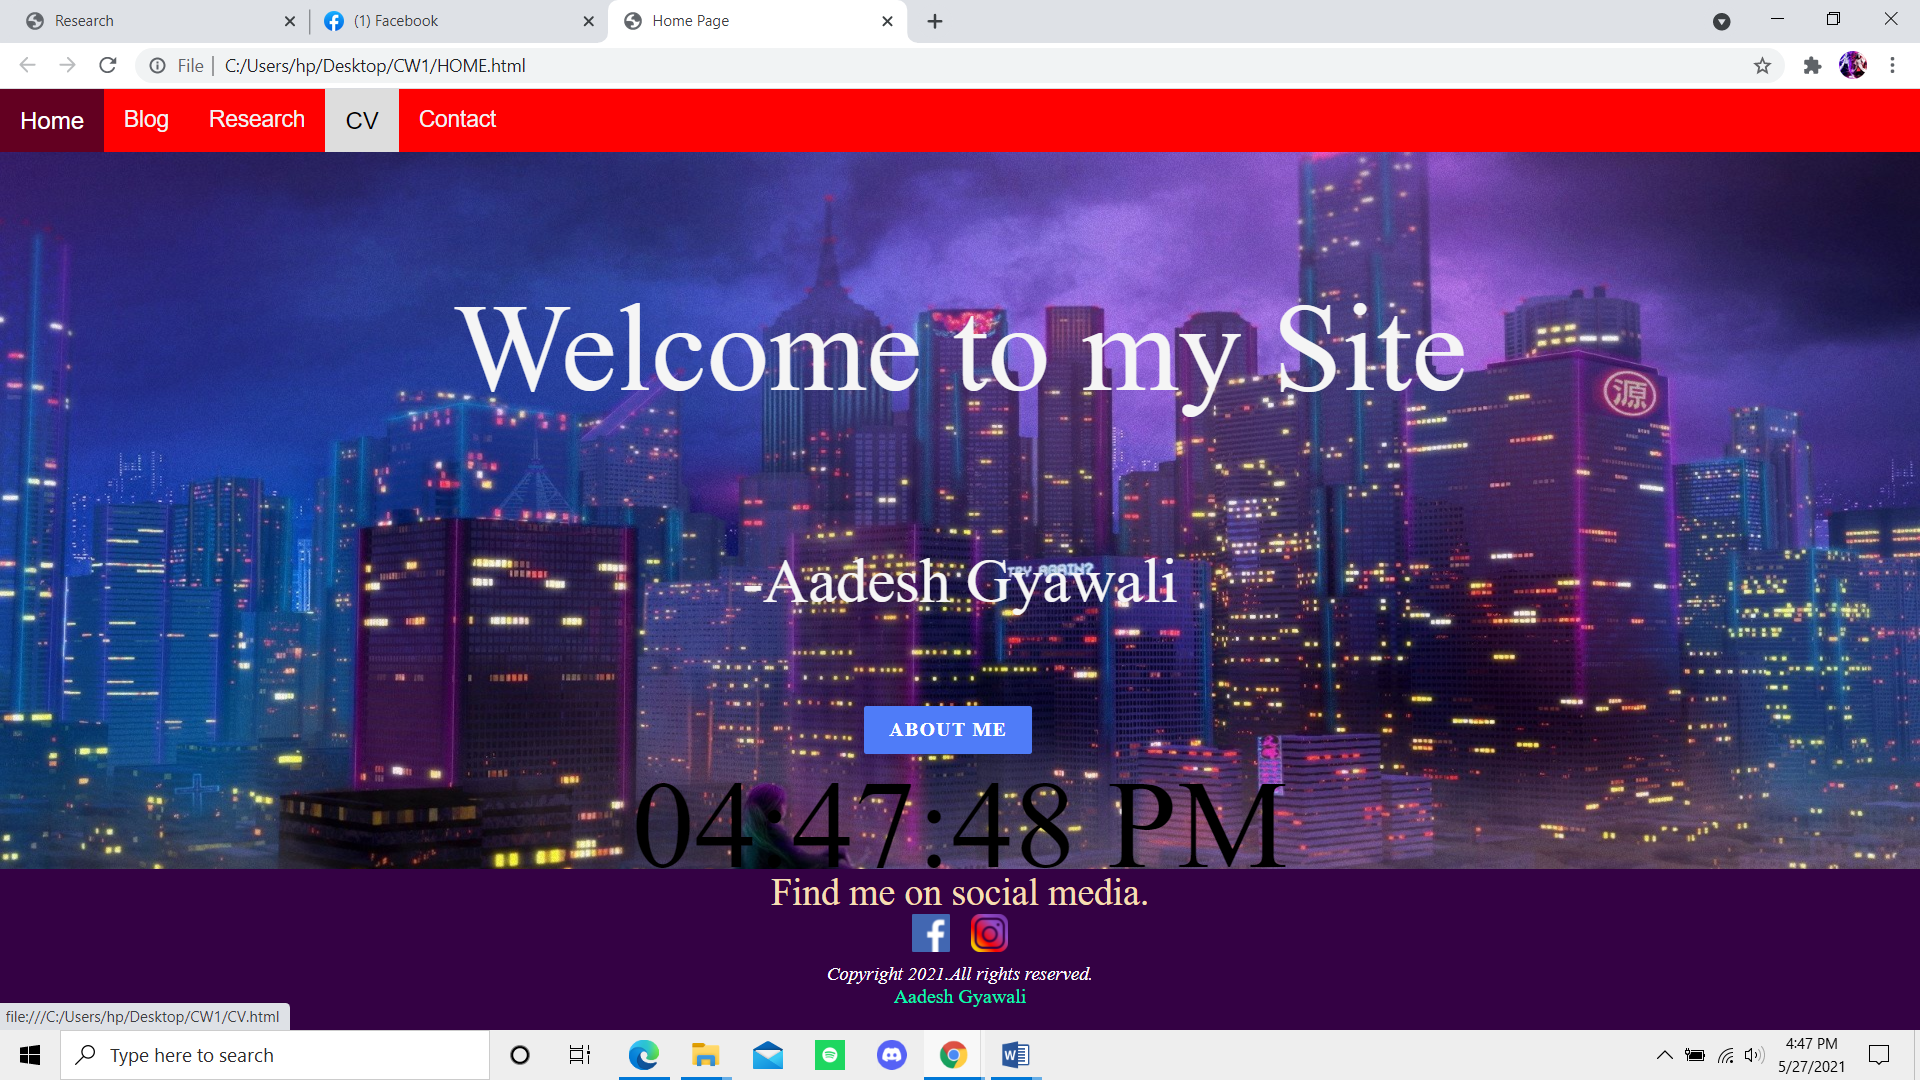 Research
(1) Facebook
Home Page
File
C:/Users/hp/Desktop/CW1/HOME.html
Home
Blog
Research
CV
Contact
Welcome to my Site
源
TRY AGAIN?
-Aadesh Gyawali
ABOUT ME
04:47:48 PM
Find me on social media.
Copyright 2021.All rights reserved.
Aadesh Gyawali
file:///C:/Users/hp/Desktop/CW1/CV.html
Type here to search
4:47 PM
5/27/2021